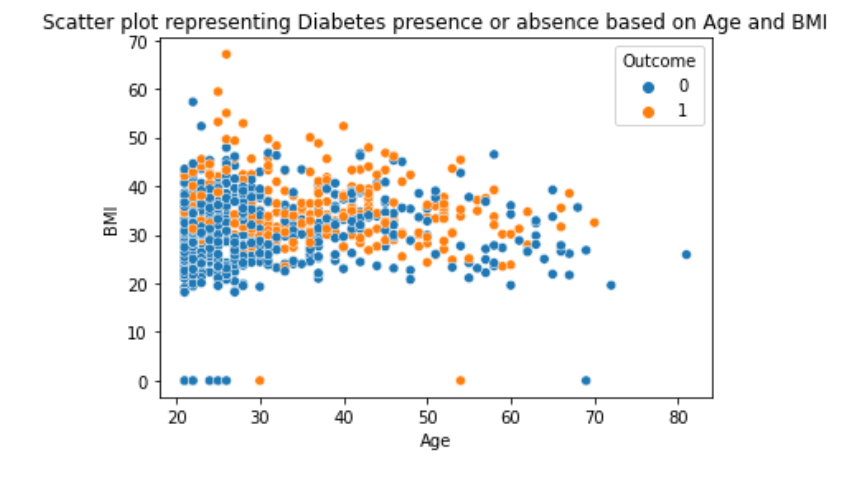 Scatter plot representing Diabetes presence or absence based on Age and BMI
70
60
50
40
30
20
10
0
BMI
Outcome
0
1
20 30 40 50 60 70 80
Age